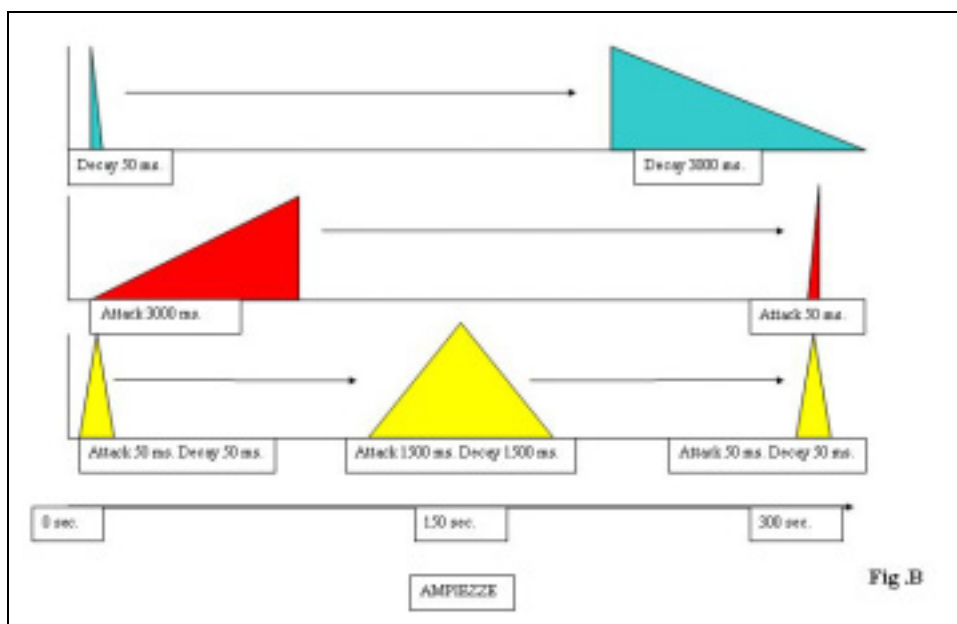 Decay 50 ms.
Decay 3000 ms.
Attack 3000 ms.
Attack 50 ms.
Attack 50 ms. Decay 50 ms.
Attack 1500 ms. Decay 1500 ms.
Attack 50 ms. Decay 50 ms.
0 sec.
150 sec.
300 sec.
Fig .B
AMPIEZZE